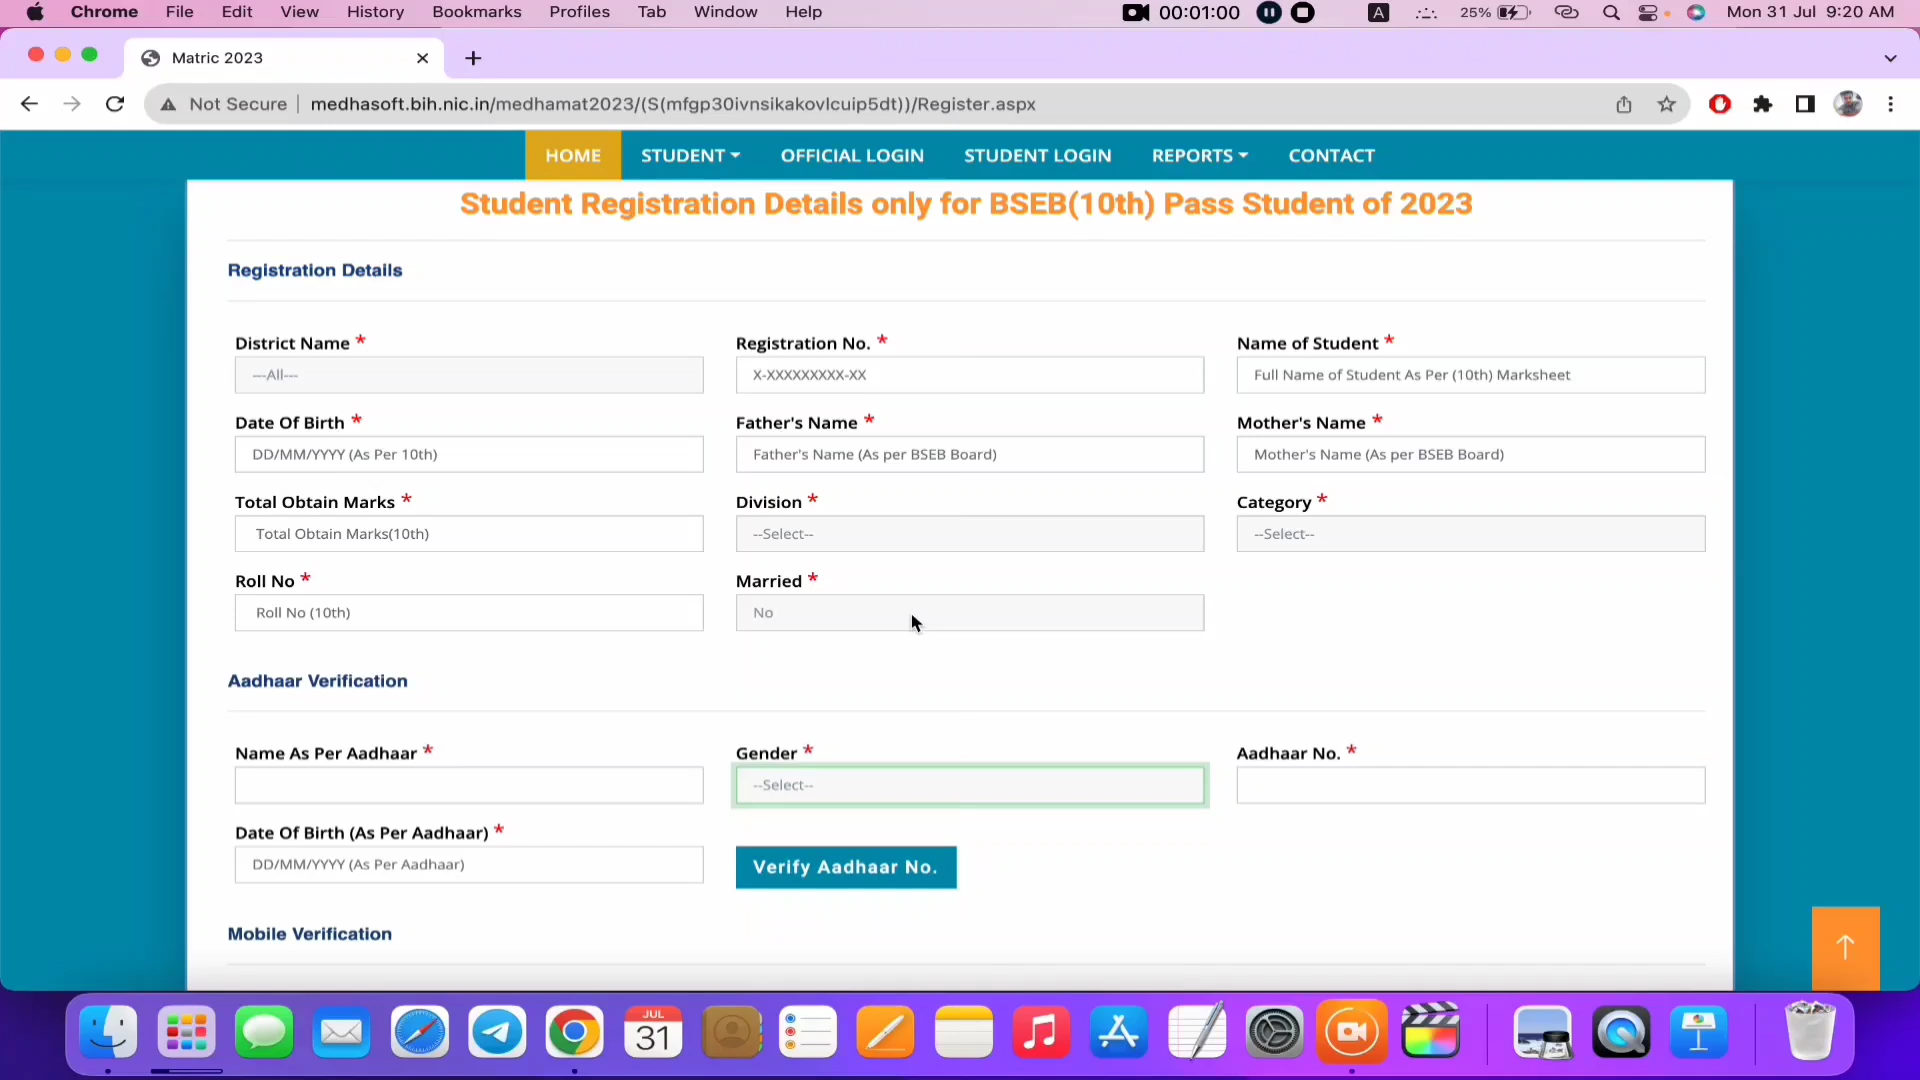 Chrome File Edit View History Bookmarks Profiles Tab Window Help 00:01:00 A 25% Mon 31 Jul 9:20 AM
Matric 2023
Not Secure medhasoft.bih.nic.in/medhamat2023/(S(mfgp30ivnsikakovlcuip5dt))/Register.aspx
HOME STUDENT OFFICIAL LOGIN STUDENT LOGIN REPORTS CONTACT
Student Registration Details only for BSEB(10th) Pass Student of 2023
Registration Details
District Name * Registration No. * Name of Student *
---All--- X-XXXXXXXXX-XX Full Name of Student As Per (10th) Marksheet
Date Of Birth * Father's Name * Mother's Name *
DD/MM/YYYY (As Per 10th) Father's Name (As per BSEB Board) Mother's Name (As per BSEB Board)
Total Obtain Marks * Division * Category *
Total Obtain Marks(10th) --Select-- --Select--
Roll No * Married *
Roll No (10th) No
Aadhaar Verification
Name As Per Aadhaar * Gender * Aadhaar No. *
--Select--
Date Of Birth (As Per Aadhaar) *
DD/MM/YYYY (As Per Aadhaar) Verify Aadhaar No.
Mobile Verification
JUL
31